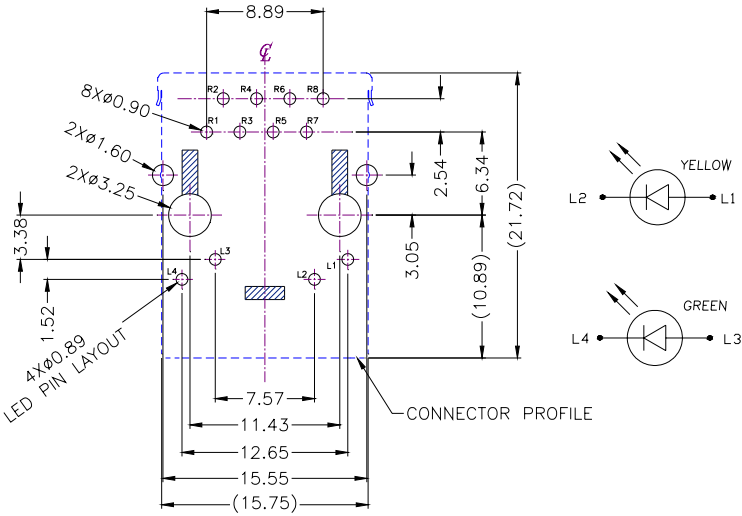 8.89
℄
R2 R4 R6 R8
8Xø0.90
R1 R3 R5 R7
2Xø1.60
2Xø3.25
2.54
6.34
(21.72)
YELLOW
L2 L1
3.38
3.05
(10.89)
L3
L1
L4
L2
1.52
GREEN
L4 L3
4Xø0.89
LED PIN LAYOUT
7.57
CONNECTOR PROFILE
11.43
12.65
15.55
(15.75)